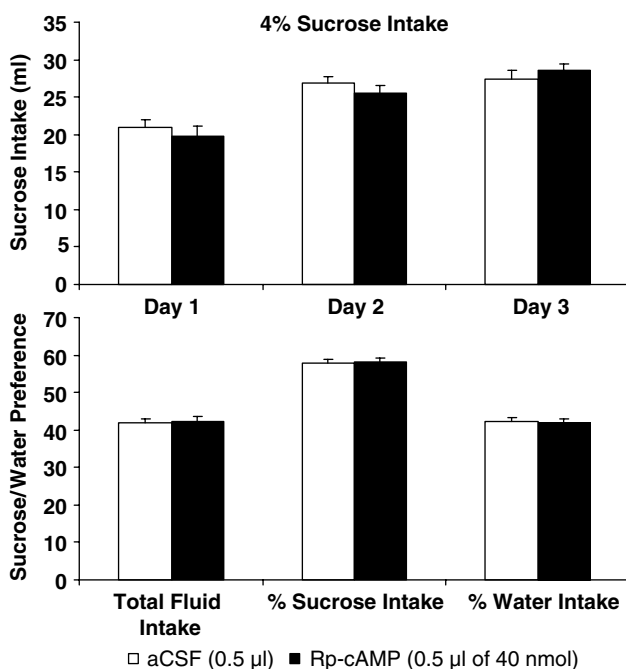 4% Sucrose Intake
Sucrose Intake (ml)
35
30
25
20
15
10
5
0
Day 1 Day 2 Day 3
Sucrose/Water Preference
70
60
50
40
30
20
10
0
Total Fluid
Intake
% Sucrose Intake
% Water Intake
aCSF (0.5 µl) Rp-cAMP (0.5 µl of 40 nmol)